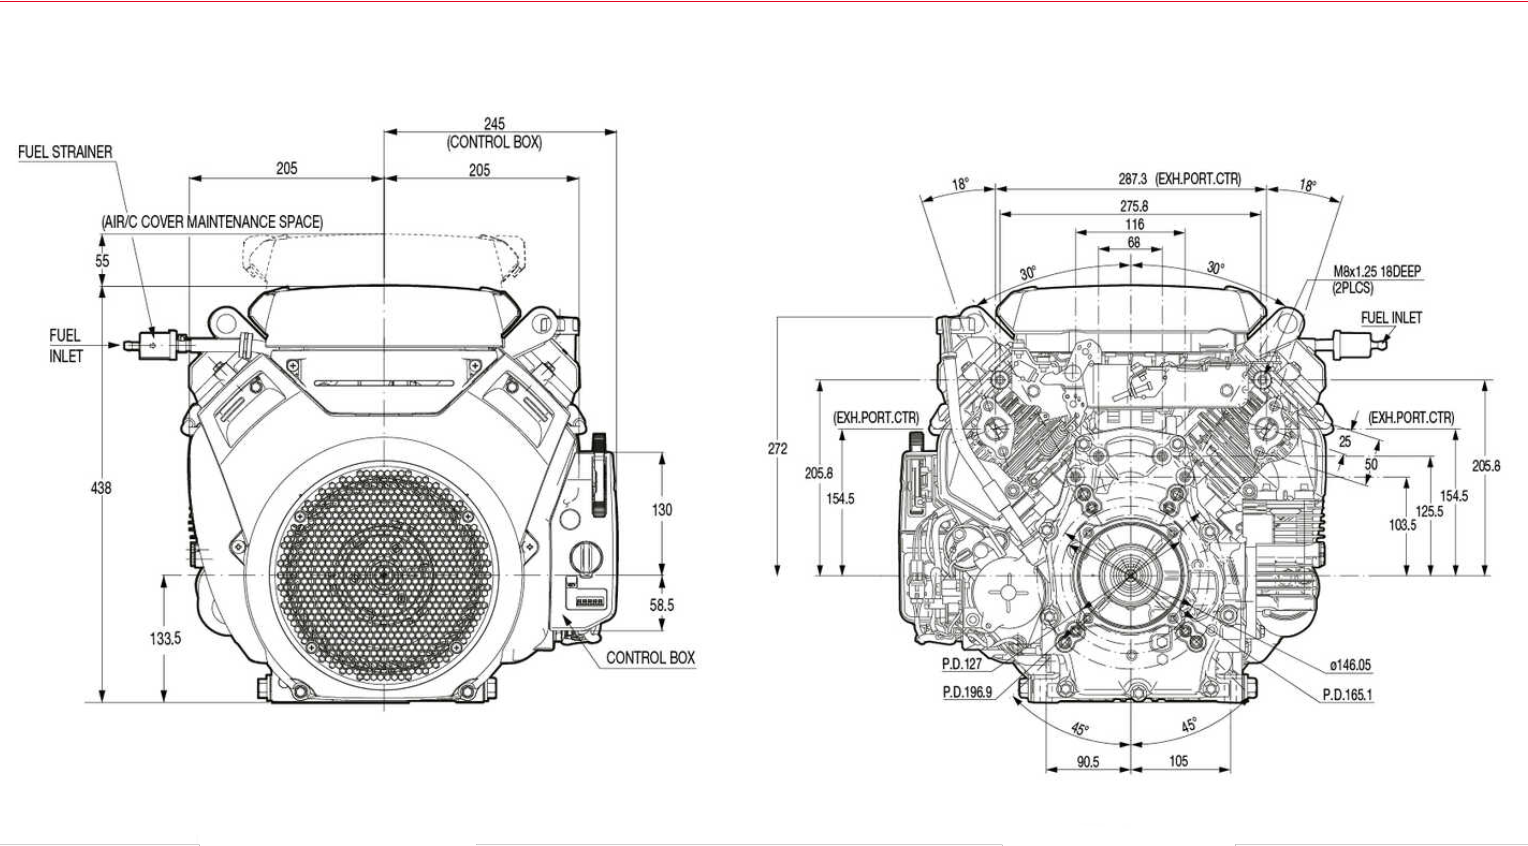 245
(CONTROL BOX)
FUEL STRAINER
205
205
(AIR/C COVER MAINTENANCE SPACE)
55
FUEL
INLET
438
130
133.5
58.5
CONTROL BOX
18°
287.3 (EXH.PORT.CTR)
18°
275.8
116
68
30°
30°
M8x1.25 18DEEP
(2PLCS)
FUEL INLET
(EXH.PORT.CTR)
(EXH.PORT.CTR)
272
25
50
205.8
205.8
154.5
154.5
125.5
103.5
P.D.127
ø146.05
P.D.196.9
P.D.165.1
45°
45°
90.5
105